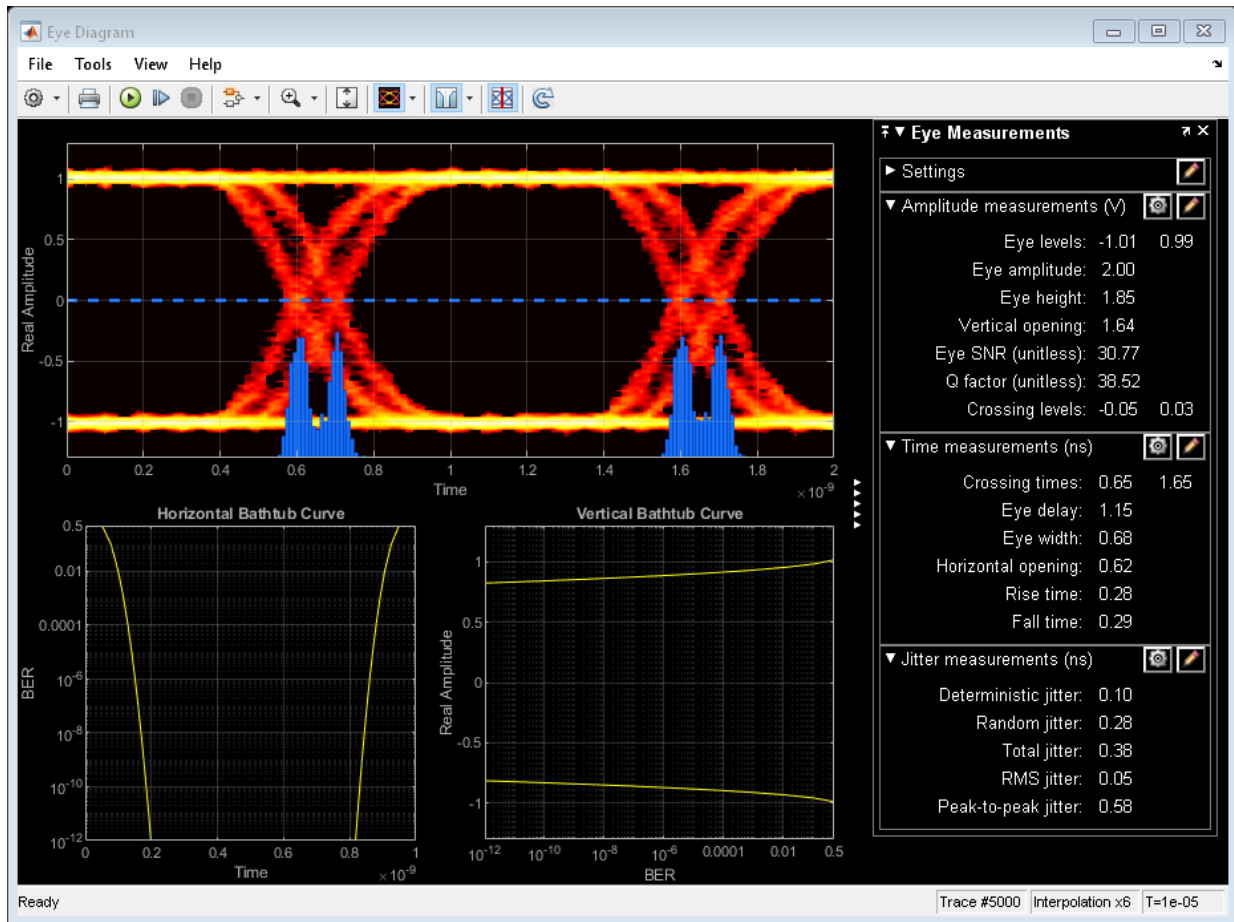 Eye Diagram
File Tools View Help
Eye Measurements
Settings
Amplitude measurements (V)
Eye levels: -1.01 0.99
Eye amplitude: 2.00
Eye height: 1.85
Vertical opening: 1.64
Eye SNR (unitless): 30.77
Q factor (unitless): 38.52
Crossing levels: -0.05 0.03
Time measurements (ns)
Crossing times: 0.65 1.65
Eye delay: 1.15
Eye width: 0.68
Horizontal opening: 0.62
Rise time: 0.28
Fall time: 0.29
Jitter measurements (ns)
Deterministic jitter: 0.10
Random jitter: 0.28
Total jitter: 0.38
RMS jitter: 0.05
Peak-to-peak jitter: 0.58
Real Amplitude
1
0.5
0
-0.5
-1
0 0.2 0.4 0.6 0.8 1 1.2 1.4 1.6 1.8 2
Time
×10⁻⁹
Horizontal Bathtub Curve
BER
0.5
0.01
0.0001
10⁻⁶
10⁻⁸
10⁻¹⁰
10⁻¹²
0 0.2 0.4 0.6 0.8 1
Time
×10⁻⁹
Vertical Bathtub Curve
Real Amplitude
1
0.5
0
-0.5
-1
10⁻¹² 10⁻¹⁰ 10⁻⁸ 10⁻⁶ 0.0001 0.01 0.5
BER
Ready
Trace #5000 Interpolation x6 T=1e-05